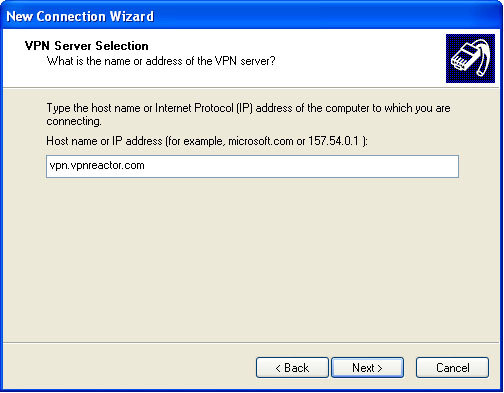 New Connection Wizard
VPN Server Selection
What is the name or address of the VPN server?
Type the host name or Internet Protocol (IP) address of the computer to which you are
connecting.
Host name or IP address (for example, microsoft.com or 157.54.0.1 ):
vpn.vpnreactor.com
< Back
Next >
Cancel